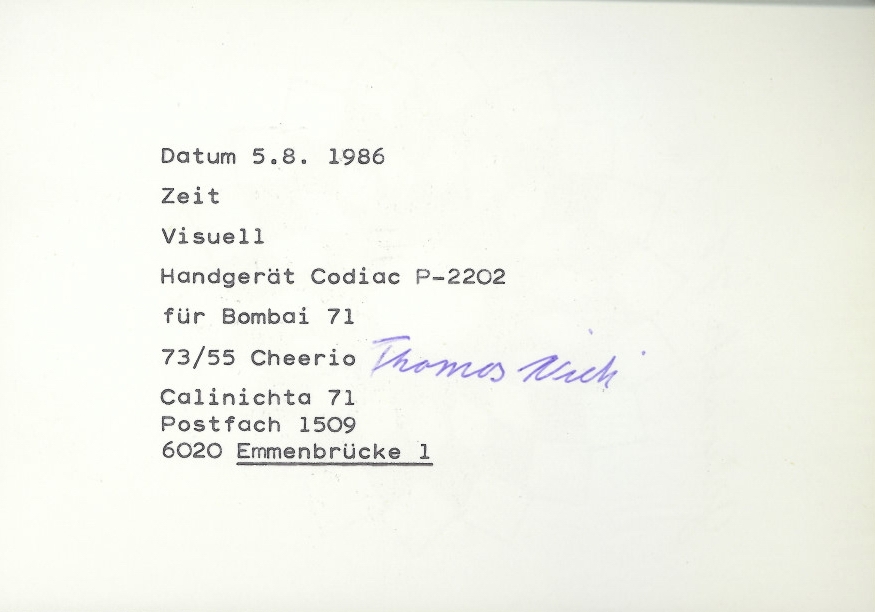 Datum 5.8. 1986
Zeit
Visuell
Handgerät Codiac P-2202
für Bombai 71
73/55 Cheerio Thomas
Calinichta 71
Postfach 1509
6020 Emmenbrücke 1